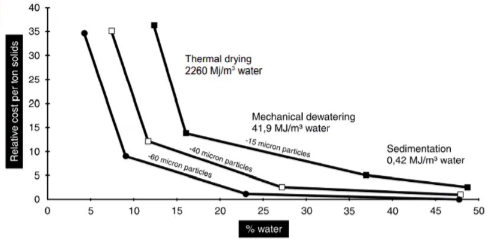 40
35
30
25
20
15
10
5
0
Relative cost per ton solids
Thermal drying
2260 Mj/m³ water
Mechanical dewatering
41,9 MJ/m³ water
Sedimentation
0,42 MJ/m³ water
-15 micron particles
-40 micron particles
-60 micron particles
0 5 10 15 20 25 30 35 40 45 50
% water